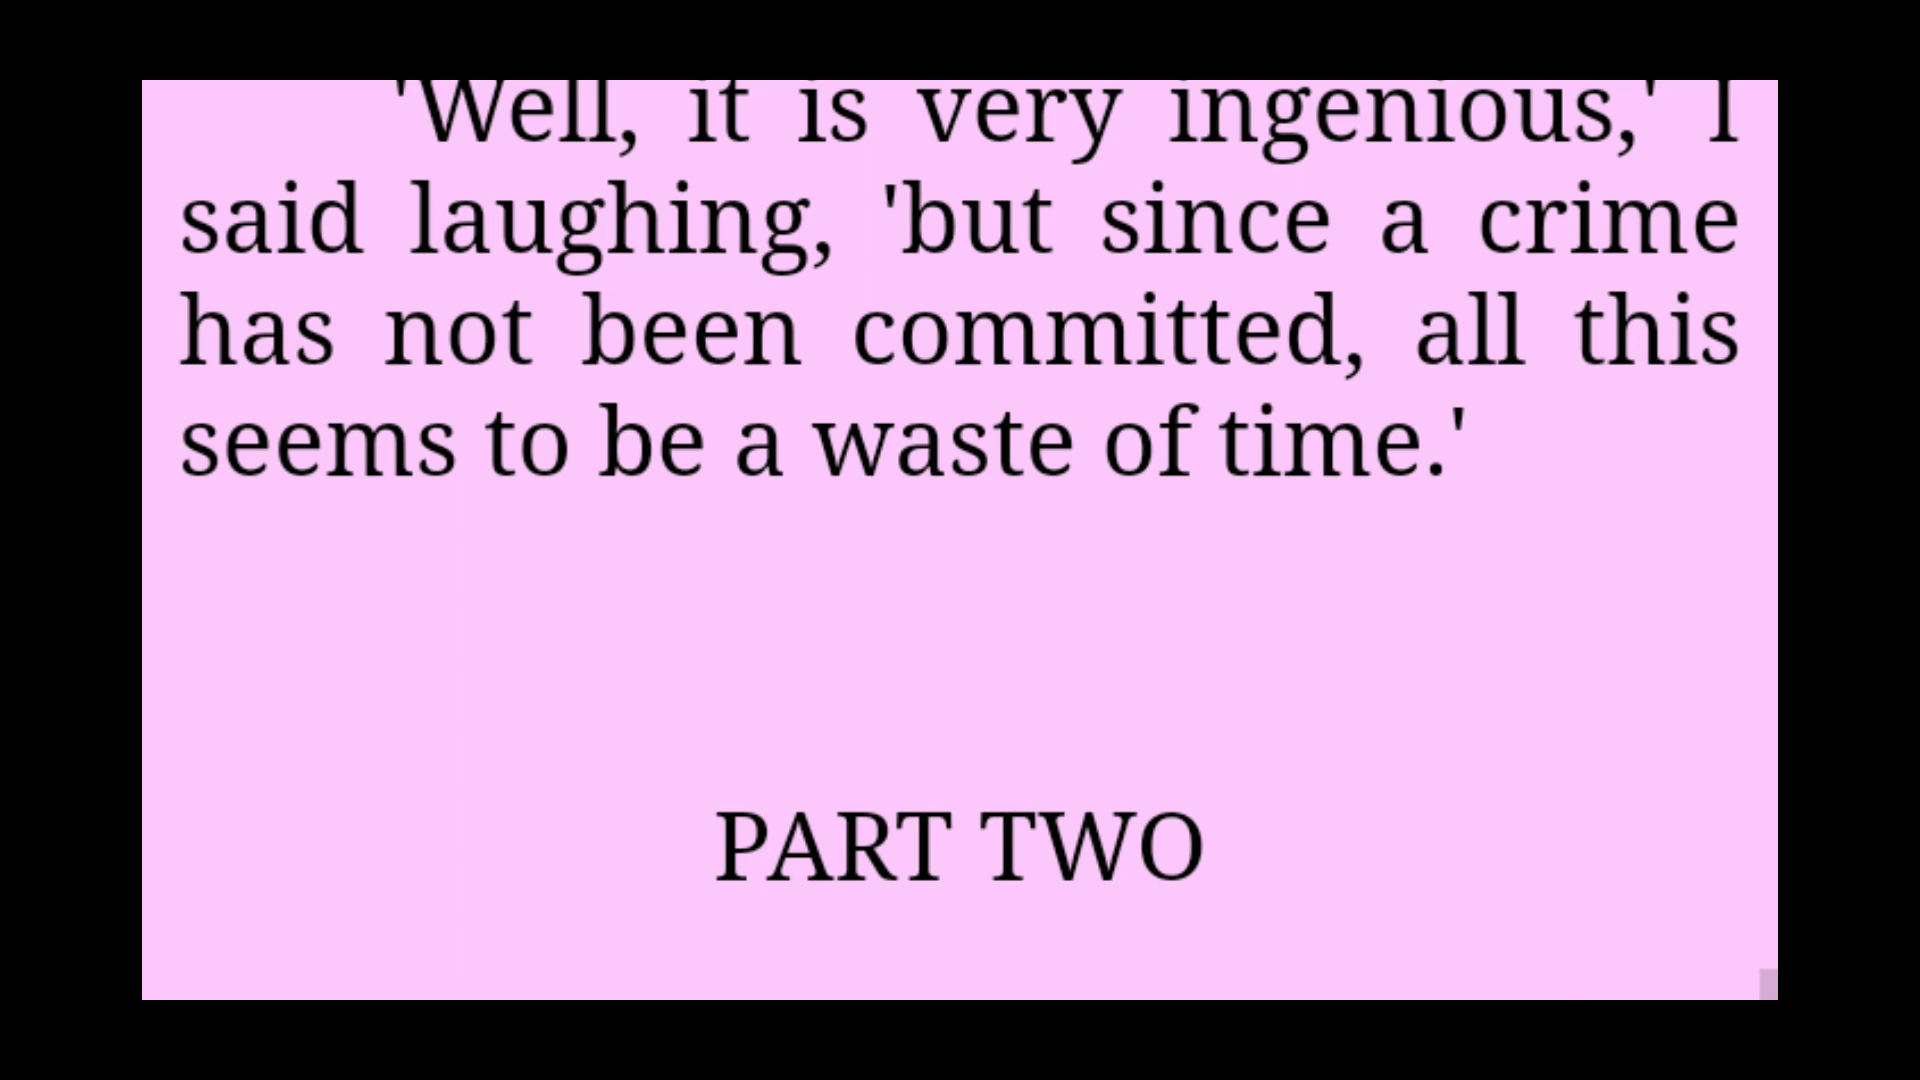 'Well, it is very ingenious,' I
said laughing, 'but since a crime
has not been committed, all this
seems to be a waste of time.'
PART TWO